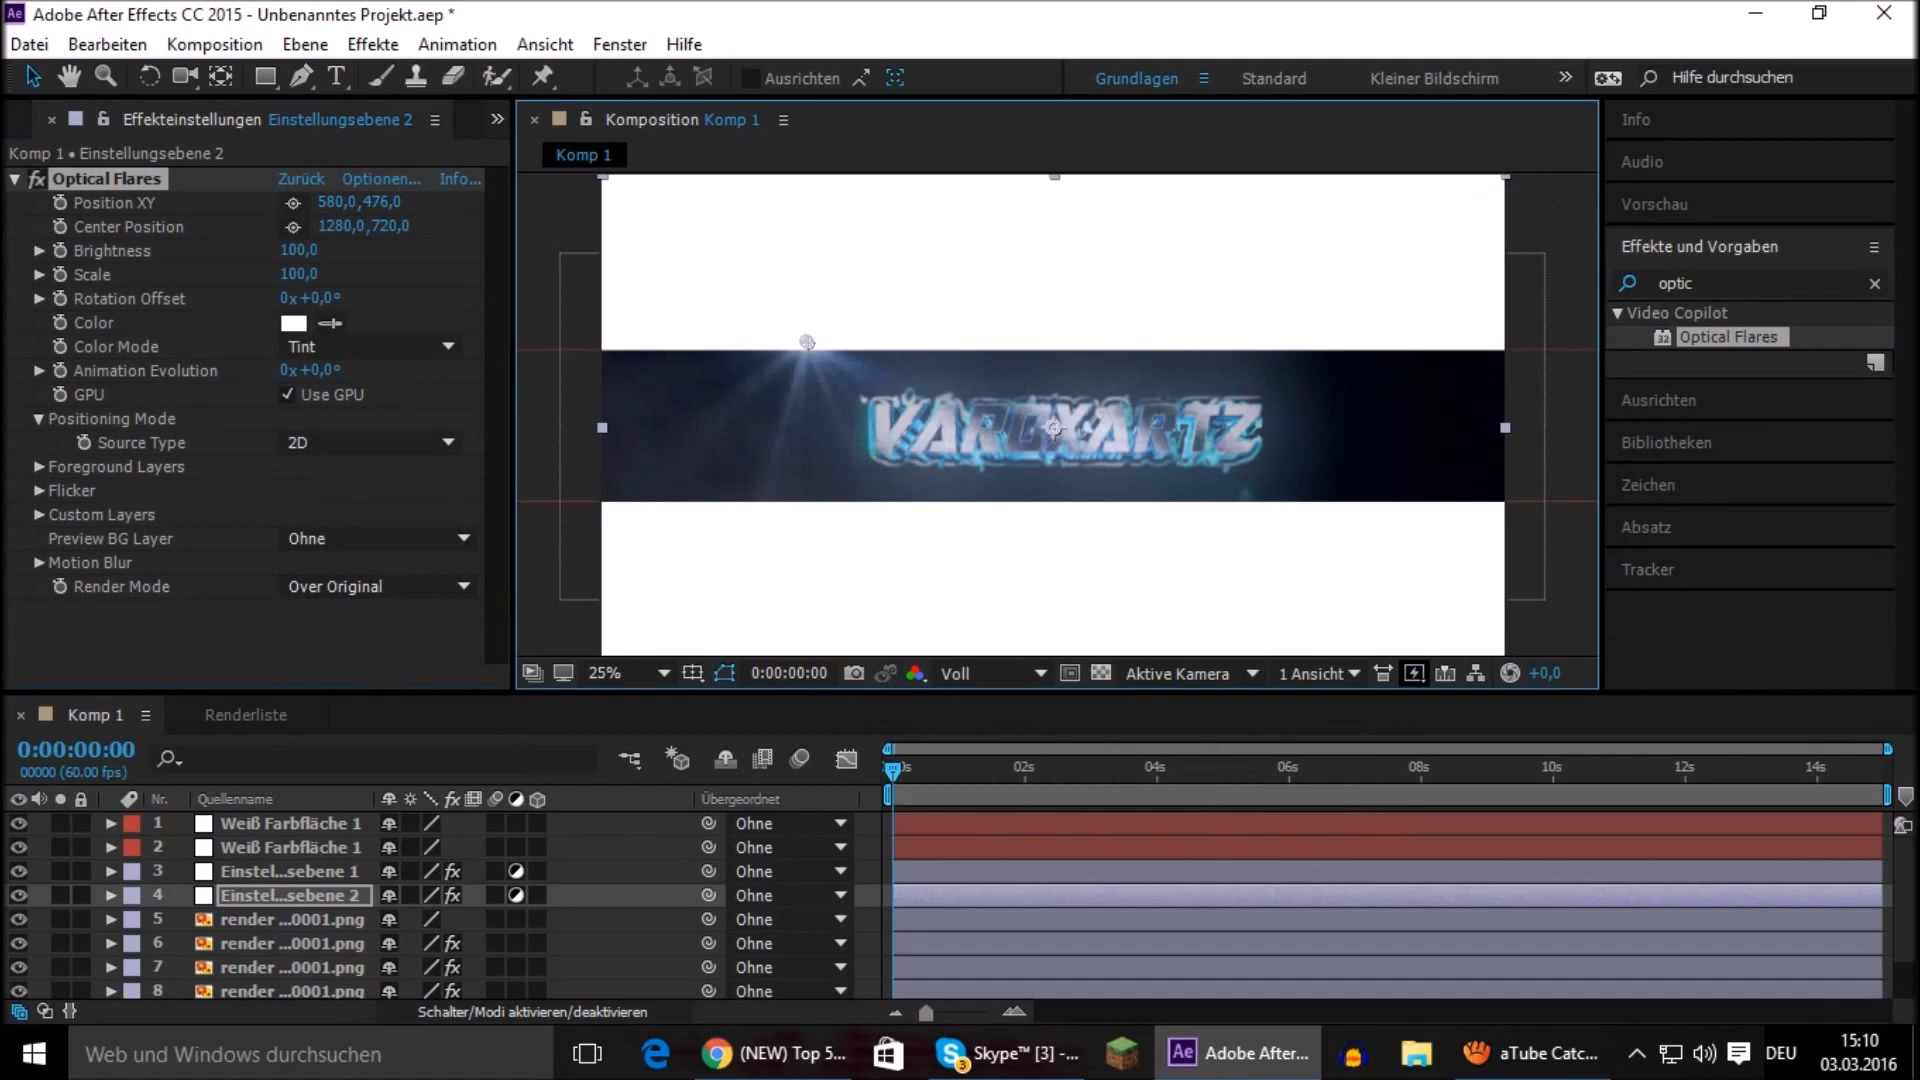 Adobe After Effects CC 2015 - Unbenanntes Projekt.aep *
Datei Bearbeiten Komposition Ebene Effekte Animation Ansicht Fenster Hilfe
Ausrichten Grundlagen Standard Kleiner Bildschirm Hilfe durchsuchen
Effekteinstellungen Einstellungsebene 2
Komp 1 • Einstellungsebene 2
fx Optical Flares Zurück Optionen... Info...
Position XY 580,0,476,0
Center Position 1280,0,720,0
Brightness 100,0
Scale 100,0
Rotation Offset 0x+0,0°
Color
Color Mode Tint
Animation Evolution 0x+0,0°
GPU Use GPU
Positioning Mode
Source Type 2D
Foreground Layers
Flicker
Custom Layers
Preview BG Layer Ohne
Motion Blur
Render Mode Over Original
Komposition Komp 1
Komp 1
VAROXARTZ
25% 0:00:00:00 Voll Aktive Kamera 1 Ansicht +0,0
Info
Audio
Vorschau
Effekte und Vorgaben
optic
Video Copilot
32 Optical Flares
Ausrichten
Bibliotheken
Zeichen
Absatz
Tracker
Komp 1 Renderliste
0:00:00:00
00000 (60.00 fps)
02s 04s 06s 08s 10s 12s 14s
Nr. Quellenname fx Übergeordnet
1 Weiß Farbfläche 1 Ohne
2 Weiß Farbfläche 1 Ohne
3 Einstel...sebene 1 fx Ohne
4 Einstel...sebene 2 fx Ohne
5 render ...0001.png Ohne
6 render ...0001.png fx Ohne
7 render ...0001.png fx Ohne
8 render ...0001.png fx Ohne
Schalter/Modi aktivieren/deaktivieren
Web und Windows durchsuchen (NEW) Top 5... Skype™ [3] -... Ae Adobe After... aTube Catc... DEU 15:10
03.03.2016